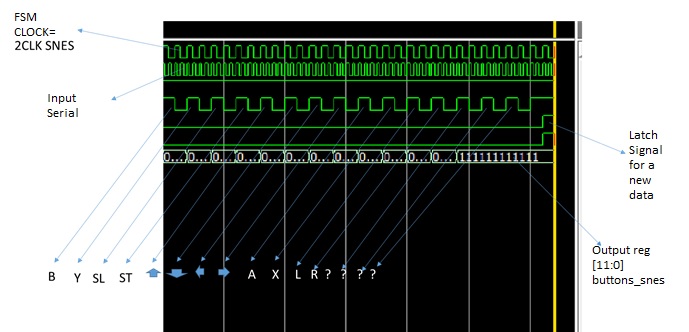 FSM
CLOCK=
2CLK SNES
Input
Serial
Latch
Signal
for a
new
data
0... 0... 0... 0... 0... 0... 0... 0... 0... 0... 0... 0... 111111111111
Output reg
[11:0]
buttons_snes
B Y SL ST A X L R ? ? ? ?